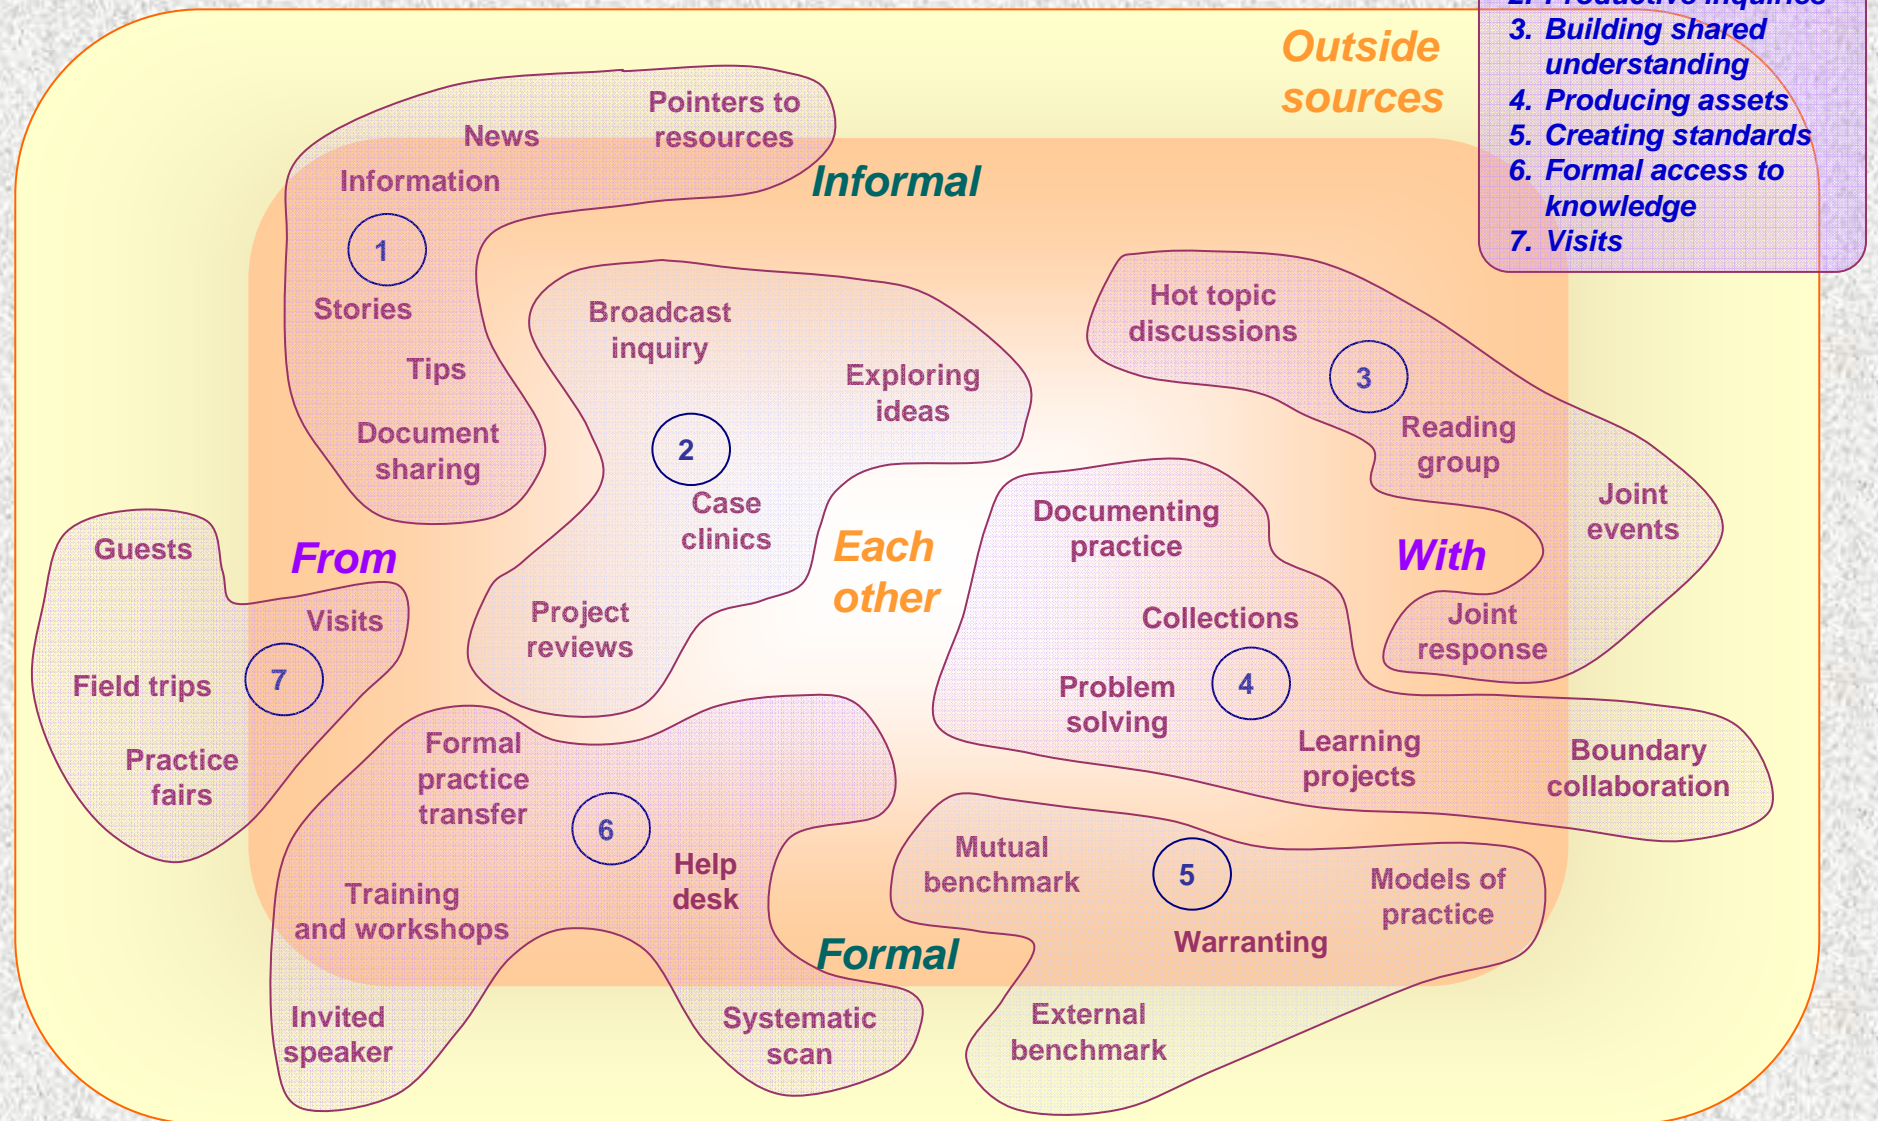 2. Productive inquiries
3. Building shared
understanding
4. Producing assets
5. Creating standards
6. Formal access to
knowledge
7. Visits
Outside
sources
Informal
Pointers to
resources
News
Information
1
Stories
Tips
Document
sharing
Broadcast
inquiry
Exploring
ideas
2
Case
clinics
Project
reviews
Hot topic
discussions
3
Reading
group
Joint
events
With
Joint
response
Each
other
From
Guests
Visits
Field trips
7
Practice
fairs
Documenting
practice
Collections
Problem
solving
4
Learning
projects
Boundary
collaboration
Formal
practice
transfer
6
Help
desk
Training
and workshops
Invited
speaker
Systematic
scan
Formal
Mutual
benchmark
5
Models of
practice
Warranting
External
benchmark